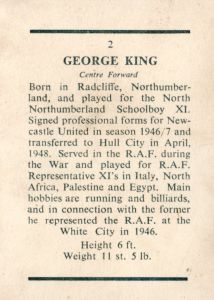 2
GEORGE KING
Centre Forward
Born in Radcliffe, Northumber-
land, and played for the North
Northumberland Schoolboy XI.
Signed professional forms for New-
castle United in season 1946/7 and
transferred to Hull City in April,
1948. Served in the R.A.F. during
the War and played for R.A.F.
Representative XI's in Italy, North
Africa, Palestine and Egypt. Main
hobbies are running and billiards,
and in connection with the former
he represented the R.A.F. at the
White City in 1946.
Height 6 ft.
Weight 11 st. 5 lb.